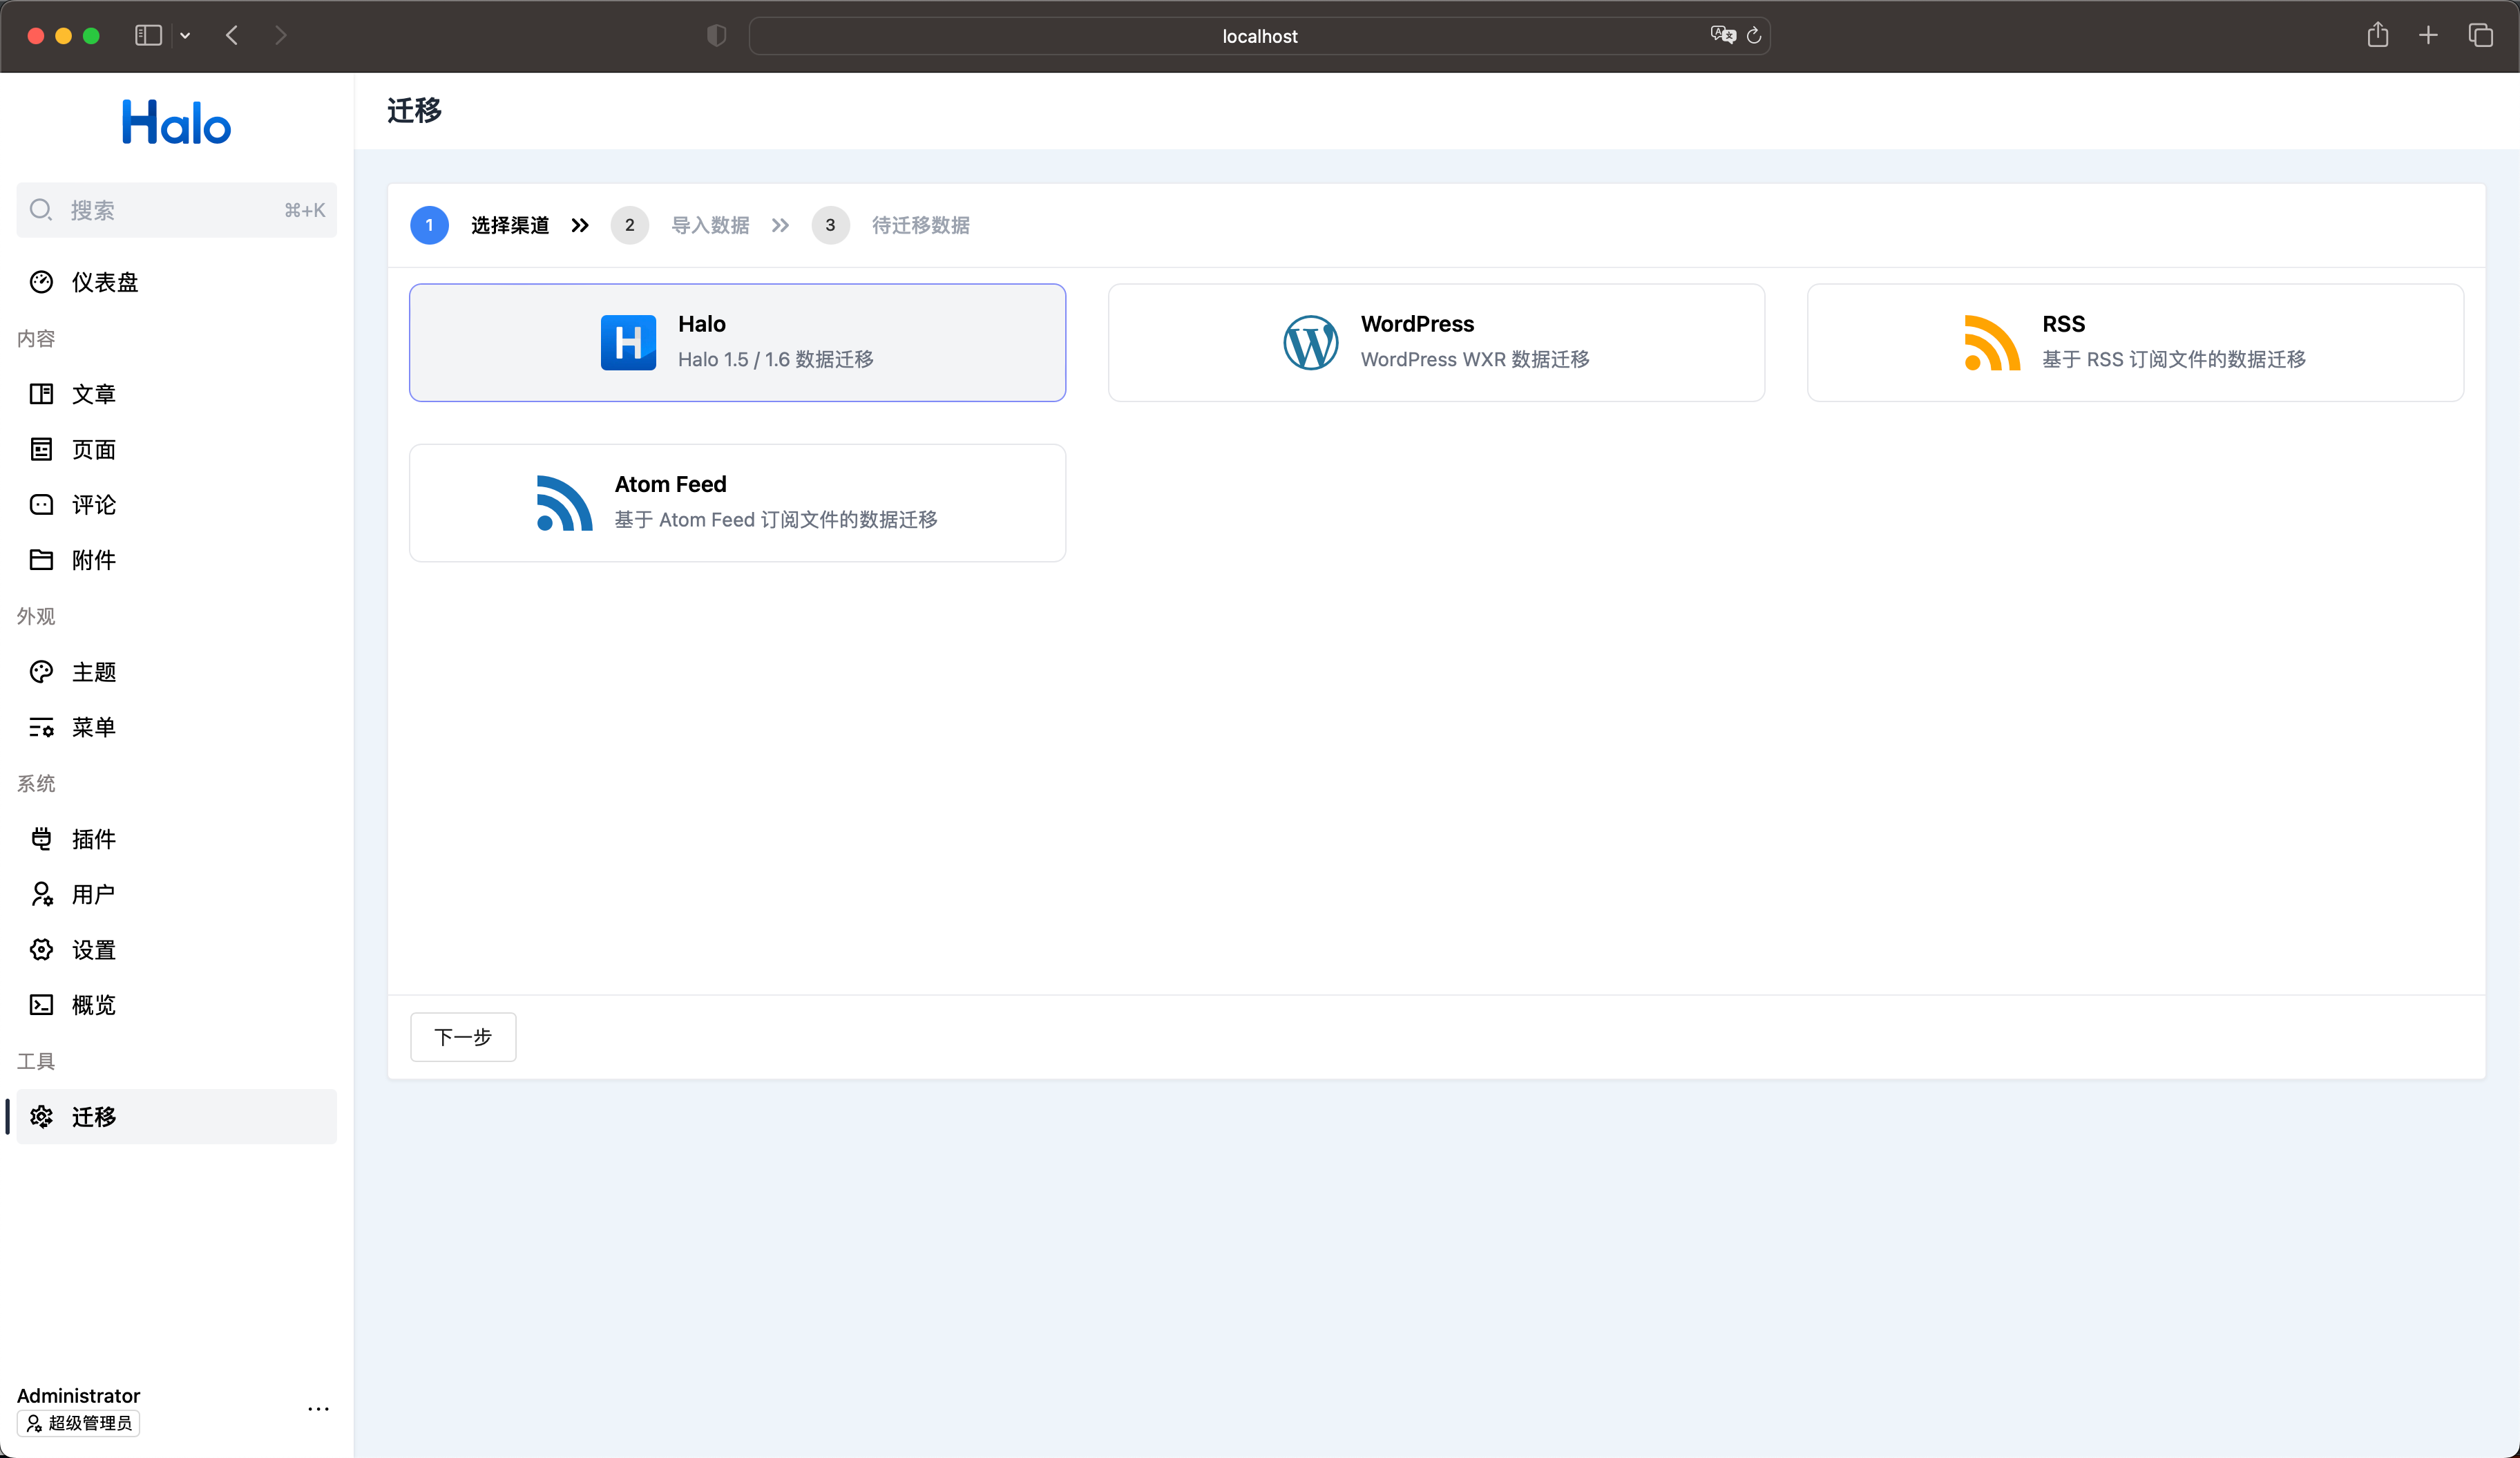 localhost
Halo
搜索 ⌘+K
仪表盘
内容
文章
页面
评论
附件
外观
主题
菜单
系统
插件
用户
设置
概览
工具
迁移
Administrator
超级管理员
迁移
1 选择渠道 2 导入数据 3 待迁移数据
Halo
Halo 1.5 / 1.6 数据迁移
WordPress
WordPress WXR 数据迁移
RSS
基于 RSS 订阅文件的数据迁移
Atom Feed
基于 Atom Feed 订阅文件的数据迁移
下一步